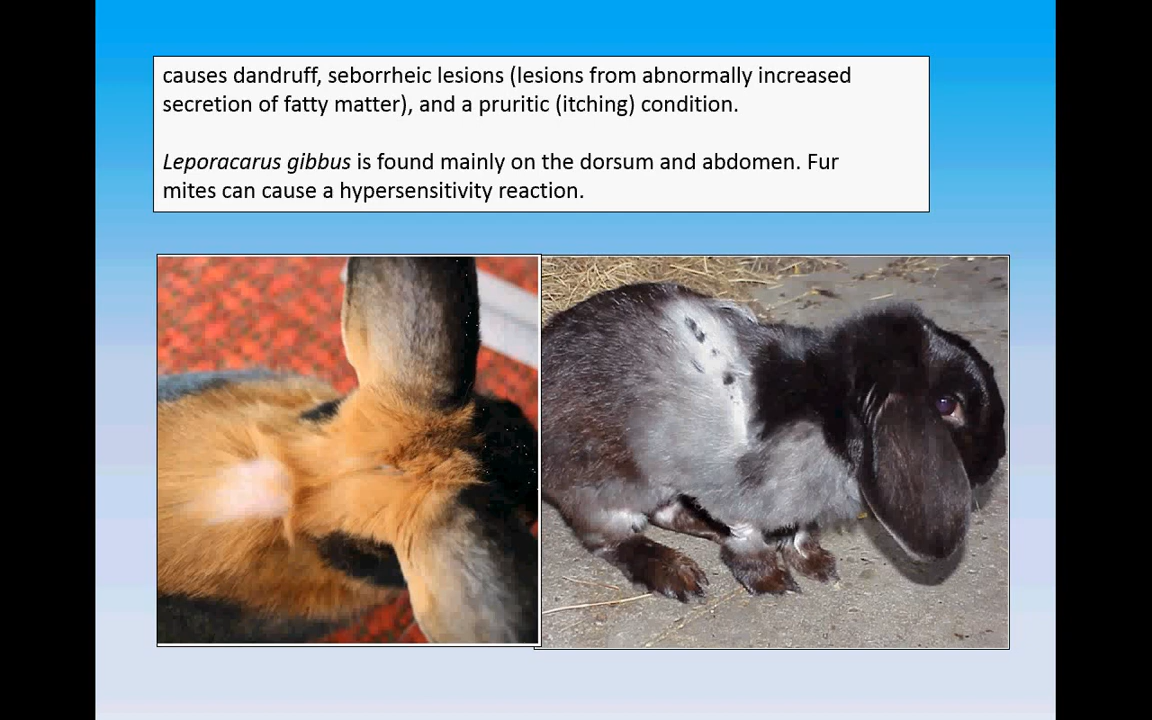 causes dandruff, seborrheic lesions (lesions from abnormally increased
secretion of fatty matter), and a pruritic (itching) condition.
Leporacarus gibbus is found mainly on the dorsum and abdomen. Fur
mites can cause a hypersensitivity reaction.